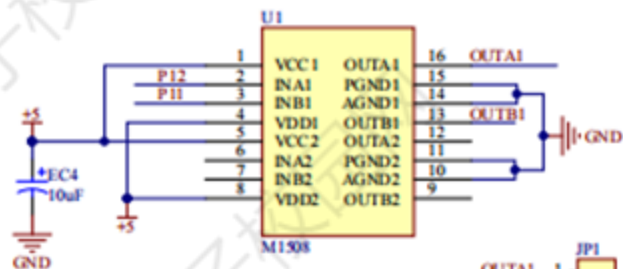 U1
1 VCC1 OUTA1 16 OUTA1
P12 2 INA1 PGND1 15
P11 3 INB1 AGND1 14
+5 4 VDD1 OUTB1 13 OUTB1
5 VCC2 OUTA2 12 GND
6 INA2 PGND2 11
+EC4 7 INB2 AGND2 10
10uF 8 VDD2 OUTB2 9
+5
GND M1508 JP1
OUTA1 1